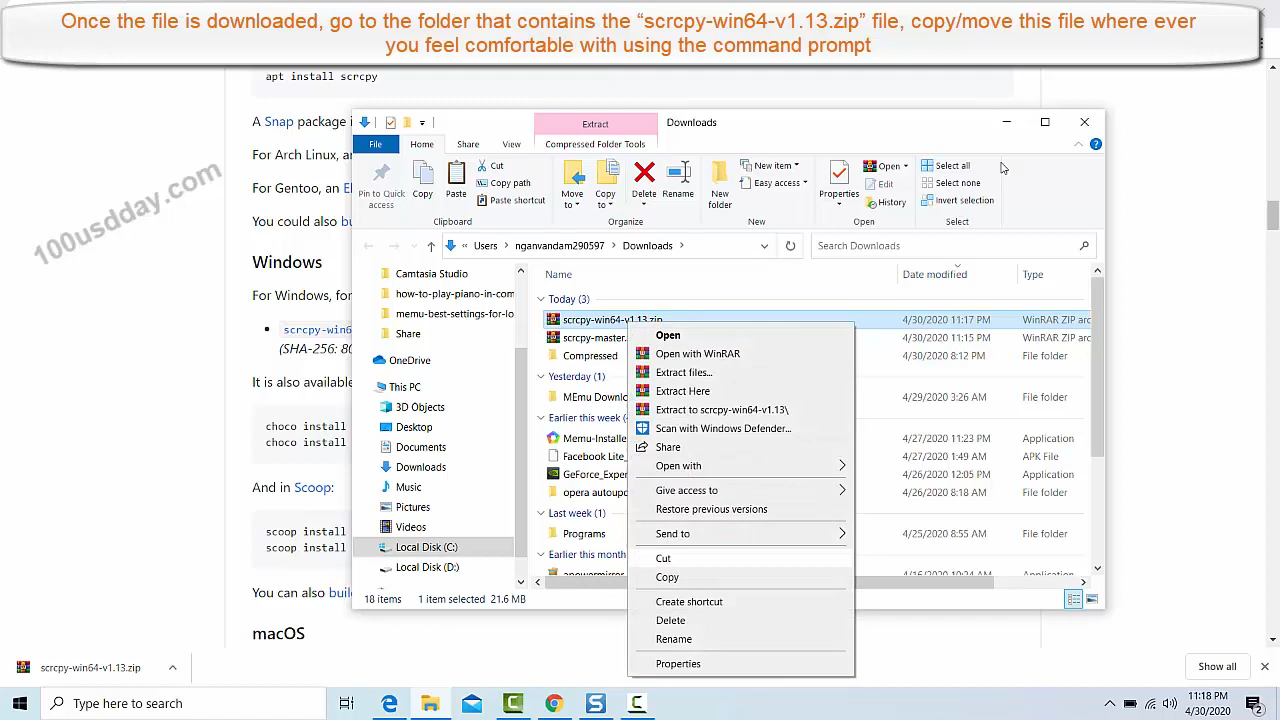 Once the file is downloaded, go to the folder that contains the “scrcpy-win64-v1.13.zip” file, copy/move this file where ever
you feel comfortable with using the command prompt
apt install scrcpy
A Snap package i
For Arch Linux, a
For Gentoo, an E
You could also bu
Windows
For Windows, for
scrcpy-win6
(SHA-256: 80
It is also available
choco install
choco install
And in Scoop:
scoop install
scoop install
You can also buil
macOS
100usdday.com
Extract
Downloads
File
Home
Share
View
Compressed Folder Tools
Pin to Quick
access
Copy
Paste
Cut
Copy path
Paste shortcut
Clipboard
Move
to
Copy
to
Delete
Rename
Organize
New
folder
New item
Easy access
New
Properties
Open
Edit
History
Open
Select all
Select none
Invert selection
Select
« Users > nganvandam290597 > Downloads >
Search Downloads
Camtasia Studio
how-to-play-piano-in-com
memu-best-settings-for-lo
Share
OneDrive
This PC
3D Objects
Desktop
Documents
Downloads
Music
Pictures
Videos
Local Disk (C:)
Local Disk (D:)
Name Date modified Type
Today (3)
scrcpy-win64-v1.13.zip 4/30/2020 11:17 PM WinRAR ZIP arc
scrcpy-master. 4/30/2020 11:15 PM WinRAR ZIP arc
Compressed 4/30/2020 8:12 PM File folder
Yesterday (1)
MEmu Downlo 4/29/2020 3:26 AM File folder
Earlier this week
Memu-Installe 4/27/2020 11:23 PM Application
Facebook Lite_ 4/27/2020 1:49 AM APK File
GeForce_Exper 4/26/2020 12:05 PM Application
opera autoupd 4/26/2020 8:18 AM File folder
Last week (1)
Programs 4/25/2020 8:55 AM File folder
Earlier this month
apowermirror 4/16/2020 10:24 AM Application
Open
Open with WinRAR
Extract files...
Extract Here
Extract to scrcpy-win64-v1.13\
Scan with Windows Defender...
Share
Open with
Give access to
Restore previous versions
Send to
Cut
Copy
Create shortcut
Delete
Rename
Properties
18 items 1 item selected 21.6 MB
scrcpy-win64-v1.13.zip
Show all
Type here to search
11:18 PM
4/30/2020
2